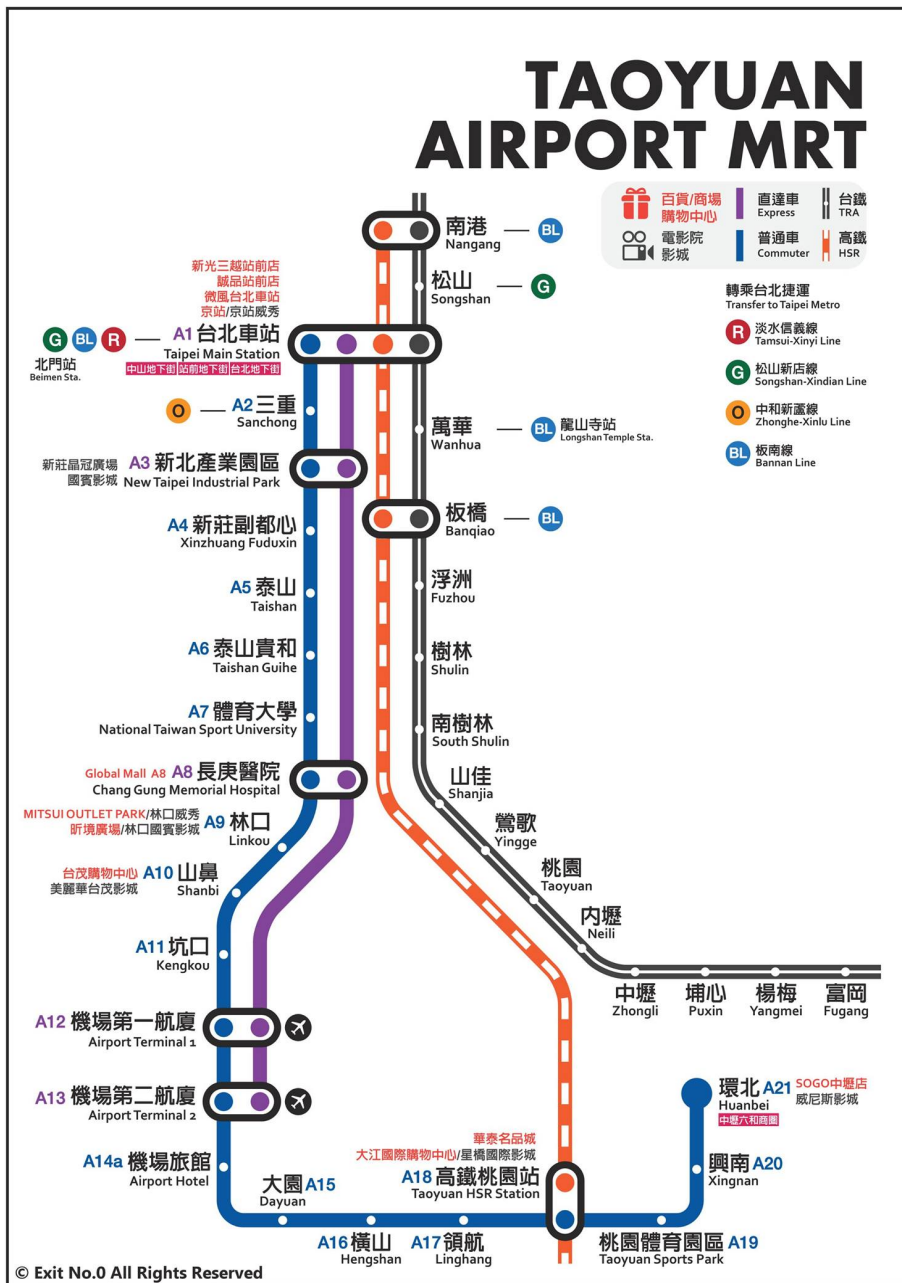 TAOYUAN
AIRPORT MRT
百貨/商場
購物中心
直達車
Express
台鐵
TRA
電影院
影城
普通車
Commuter
高鐵
HSR
轉乘台北捷運
Transfer to Taipei Metro
R 淡水信義線
Tamsui-Xinyi Line
G 松山新店線
Songshan-Xindian Line
O 中和新蘆線
Zhonghe-Xinlu Line
BL 板南線
Bannan Line
南港
Nangang
BL
松山
Songshan
G
新光三越站前店
誠品站前店
微風台北車站
京站/京站威秀
G BL R
北門站
Beimen Sta.
A1 台北車站
Taipei Main Station
中山地下街 站前地下街 台北地下街
O
A2 三重
Sanchong
萬華
Wanhua
BL
龍山寺站
Longshan Temple Sta.
新莊晶冠廣場
國賓影城
A3 新北產業園區
New Taipei Industrial Park
板橋
Banqiao
BL
A4 新莊副都心
Xinzhuang Fuduxin
浮洲
Fuzhou
A5 泰山
Taishan
A6 泰山貴和
Taishan Guihe
樹林
Shulin
A7 體育大學
National Taiwan Sport University
南樹林
South Shulin
Global Mall A8
A8 長庚醫院
Chang Gung Memorial Hospital
山佳
Shanjia
MITSUI OUTLET PARK/林口威秀
昕境廣場/林口國賓影城
A9 林口
Linkou
鶯歌
Yingge
台茂購物中心
美麗華台茂影城
A10 山鼻
Shanbi
桃園
Taoyuan
內壢
Neili
A11 坑口
Kengkou
中壢
Zhongli
埔心
Puxin
楊梅
Yangmei
富岡
Fugang
A12 機場第一航廈
Airport Terminal 1
A13 機場第二航廈
Airport Terminal 2
環北 A21
Huanbei
中壢六和商圈
SOGO中壢店
威尼斯影城
A14a 機場旅館
Airport Hotel
大園 A15
Dayuan
華泰名品城
大江國際購物中心/星橋國際影城
A18 高鐵桃園站
Taoyuan HSR Station
興南 A20
Xingnan
A16 橫山
Hengshan
A17 領航
Linghang
桃園體育園區 A19
Taoyuan Sports Park
© Exit No.0 All Rights Reserved